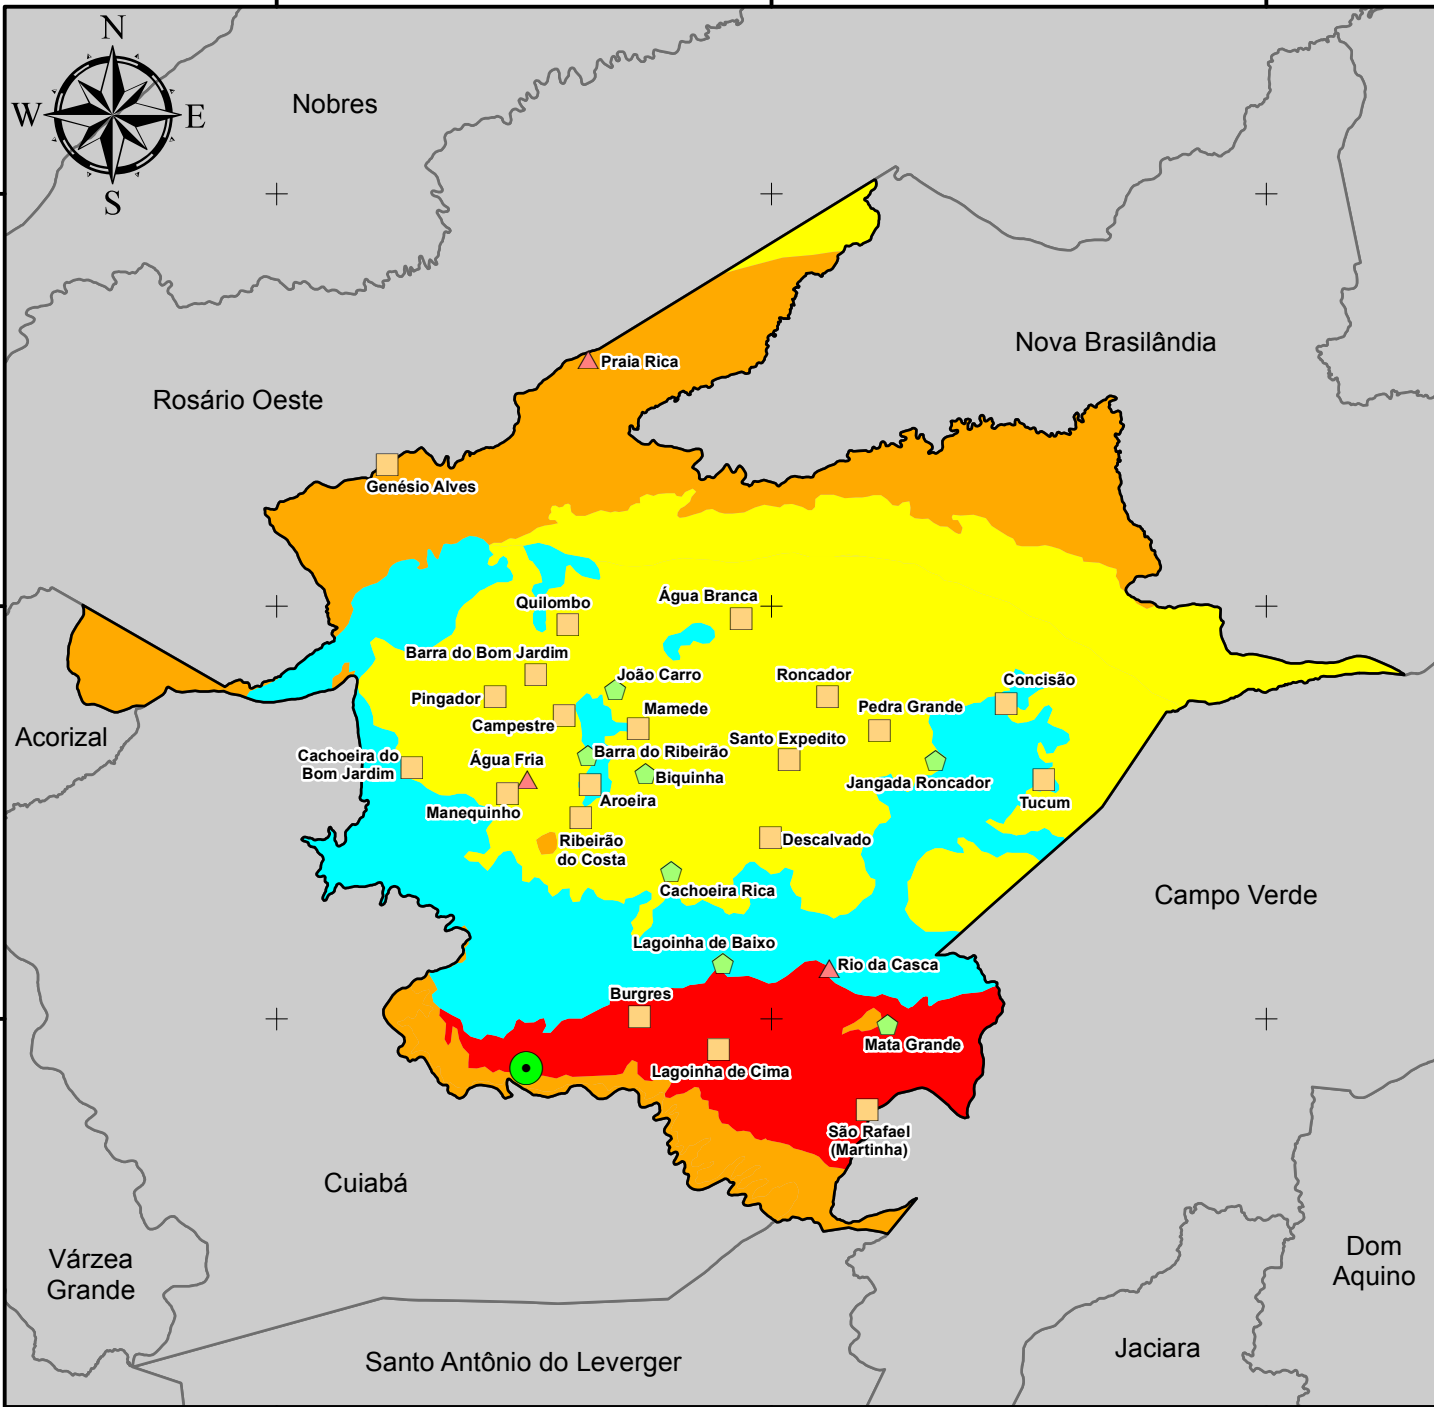 N
W
E
S
Nobres
Nova Brasilândia
Praia Rica
Rosário Oeste
Genésio Alves
Quilombo
Água Branca
Barra do Bom Jardim
João Carro
Roncador
Concisão
Pingador
Mamede
Pedra Grande
Campestre
Acorizal
Santo Expedito
Cachoeira do
Bom Jardim
Água Fria
Barra do Ribeirão
Biquinha
Jangada Roncador
Aroeira
Tucum
Manequinho
Ribeirão
do Costa
Descalvado
Cachoeira Rica
Campo Verde
Lagoinha de Baixo
Rio da Casca
Burgres
Mata Grande
Lagoinha de Cima
São Rafael
(Martinha)
Cuiabá
Várzea
Grande
Dom
Aquino
Jaciara
Santo Antônio do Leverger